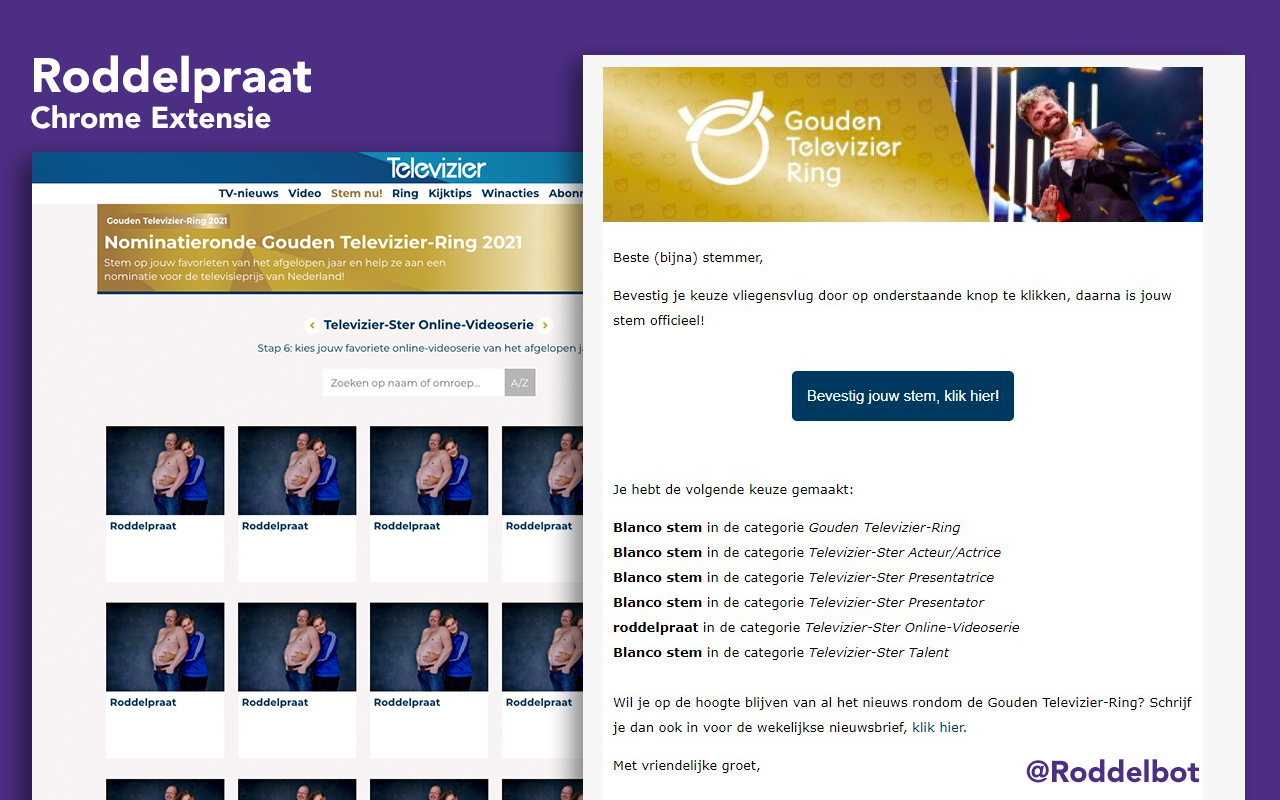 Roddelpraat
Chrome Extensie
Televizier
TV-nieuws Video Stem nu! Ring Kijktips Winacties Abonn
Gouden Televizier-Ring 2021
Nominatieronde Gouden Televizier-Ring 2021
Stem op jouw favorieten van het afgelopen jaar en help ze aan een
nominatie voor de televisieprijs van Nederland!
Televizier-Ster Online-Videoserie
Stap 6: kies jouw favoriete online-videoserie van het afgelopen ja
Zoeken op naam of omroep... A/Z
Roddelpraat Roddelpraat Roddelpraat Roddelpraat
Roddelpraat Roddelpraat Roddelpraat Roddelpraat
Gouden
Televizier
Ring
Beste (bijna) stemmer,
Bevestig je keuze vliegensvlug door op onderstaande knop te klikken, daarna is jouw
stem officieel!
Bevestig jouw stem, klik hier!
Je hebt de volgende keuze gemaakt:
Blanco stem in de categorie Gouden Televizier-Ring
Blanco stem in de categorie Televizier-Ster Acteur/Actrice
Blanco stem in de categorie Televizier-Ster Presentatrice
Blanco stem in de categorie Televizier-Ster Presentator
roddelpraat in de categorie Televizier-Ster Online-Videoserie
Blanco stem in de categorie Televizier-Ster Talent
Wil je op de hoogte blijven van al het nieuws rondom de Gouden Televizier-Ring? Schrijf
je dan ook in voor de wekelijkse nieuwsbrief, klik hier.
Met vriendelijke groet,
@Roddelbot